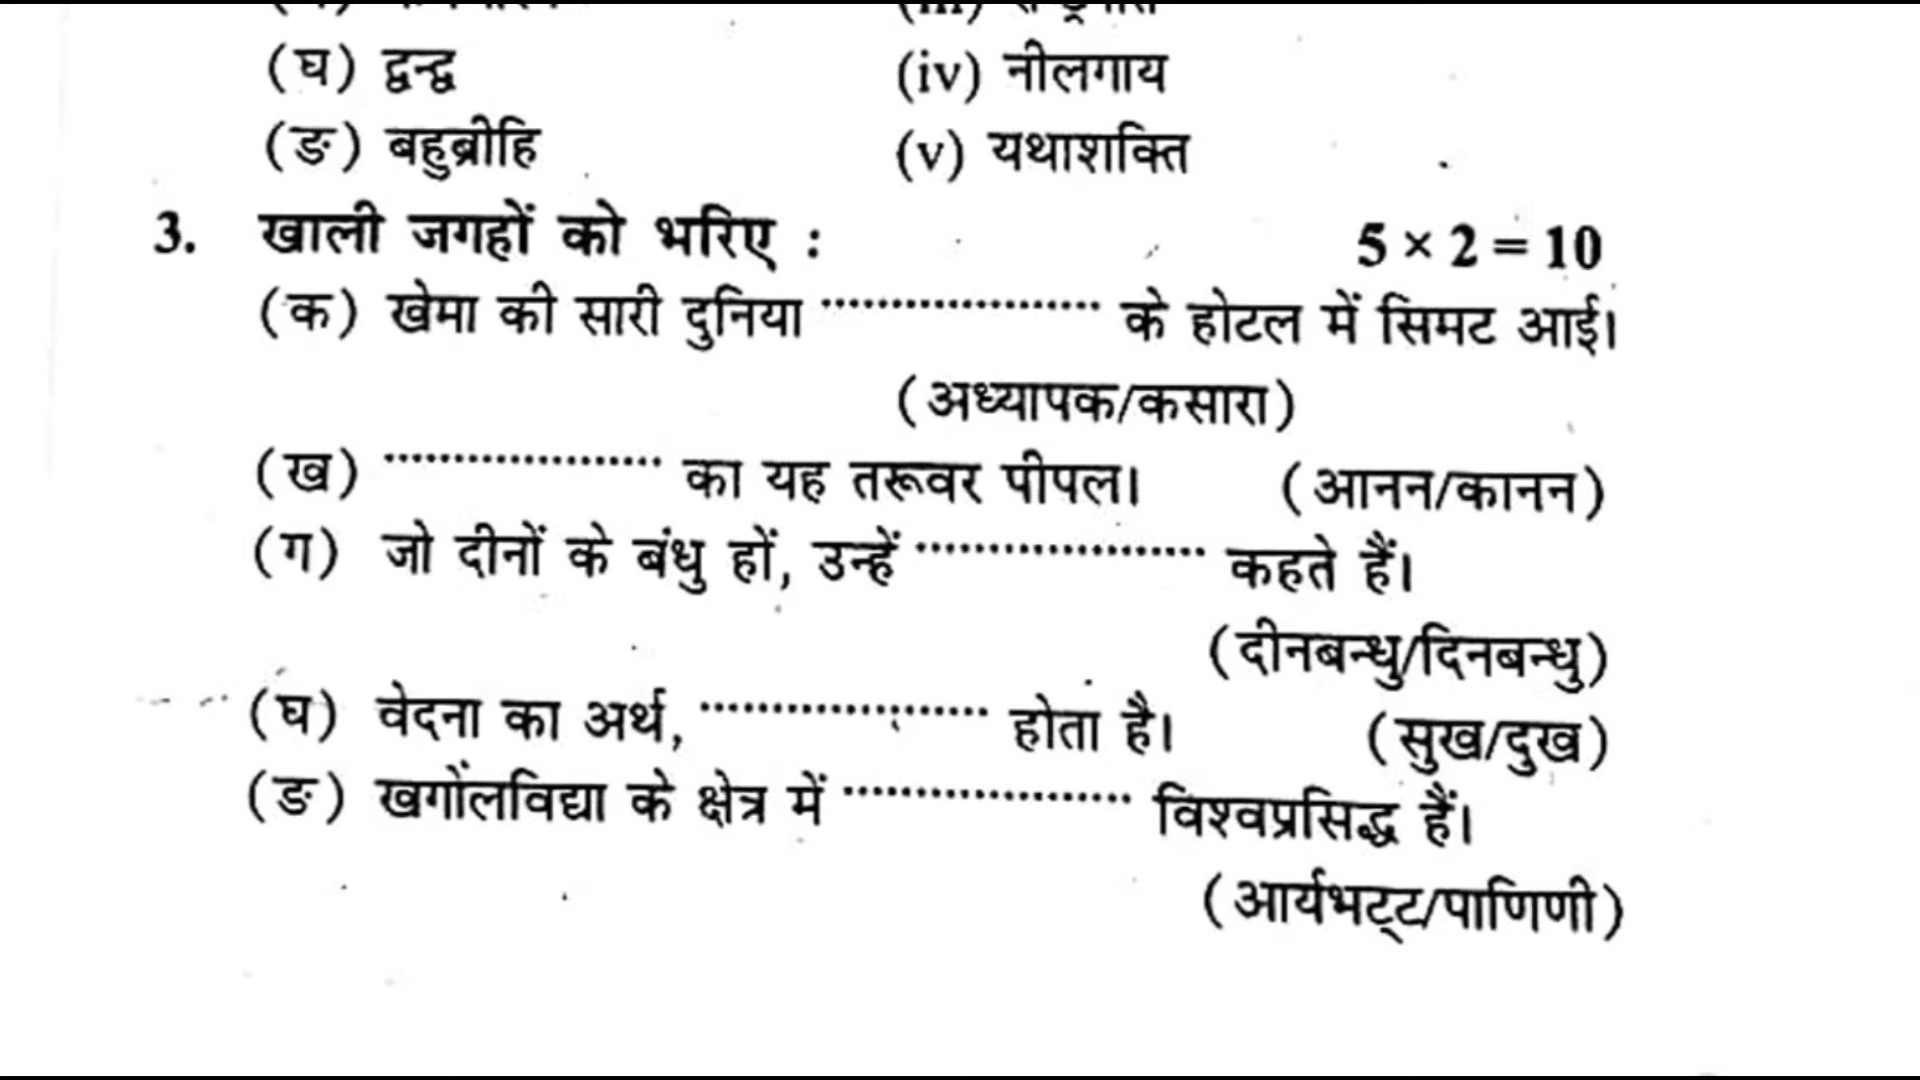 (घ) द्वन्द्व (iv) नीलगाय
(ङ) बहुब्रीहि (v) यथाशक्ति
3. खाली जगहों को भरिए : 5 × 2 = 10
(क) खेमा की सारी दुनिया .................... के होटल में सिमट आई।
(अध्यापक/कसारा)
(ख) .................... का यह तरूवर पीपल। (आनन/कानन)
(ग) जो दीनों के बंधु हों, उन्हें .................... कहते हैं।
(दीनबन्धु/दिनबन्धु)
(घ) वेदना का अर्थ, .................... होता है। (सुख/दुख)
(ङ) खगोंलविद्या के क्षेत्र में .................... विश्वप्रसिद्ध हैं।
(आर्यभट्ट/पाणिणी)